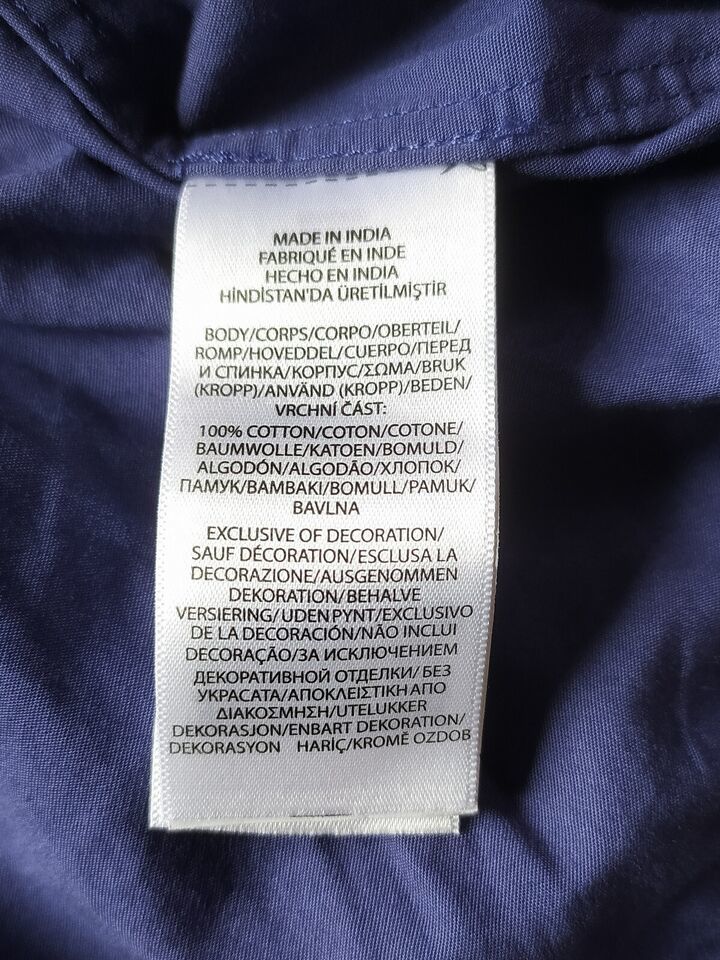 MADE IN INDIA
FABRIQUÉ EN INDE
HECHO EN INDIA
HİNDİSTAN'DA ÜRETİLMİŞTİR
BODY/CORPS/CORPO/OBERTEIL/
ROMP/HOVEDDEL/CUERPO/ПЕРЕД
И СПИНКА/КОРПУС/ΣΩΜΑ/BRUK
(KROPP)/ANVÄND (KROPP)/BEDEN/
VRCHNÍ ČÁST:
100% COTTON/COTON/COTONE/
BAUMWOLLE/KATOEN/BOMULD/
ALGODÓN/ALGODÃO/ХЛОПОК/
ПАМУК/ΒΑΜΒΑΚΙ/BOMULL/PAMUK/
BAVLNA
EXCLUSIVE OF DECORATION/
SAUF DÉCORATION/ESCLUSA LA
DECORAZIONE/AUSGENOMMEN
DEKORATION/BEHALVE
VERSIERING/ UDEN PYNT/EXCLUSIVO
DE LA DECORACIÓN/NÃO INCLUI
DECORAÇÃO/ЗА ИСКЛЮЧЕНИЕМ
ДЕКОРАТИВНОЙ ОТДЕЛКИ/ БЕЗ
УКРАСАТА/ΑΠΟΚΛΕΙΣΤΙΚΗ ΑΠΟ
ΔΙΑΚΟΣΜΗΣΗ/UTELUKKER
DEKORASJON/ENBART DEKORATION/
DEKORASYON HARİÇ/KROMĚ OZDOB